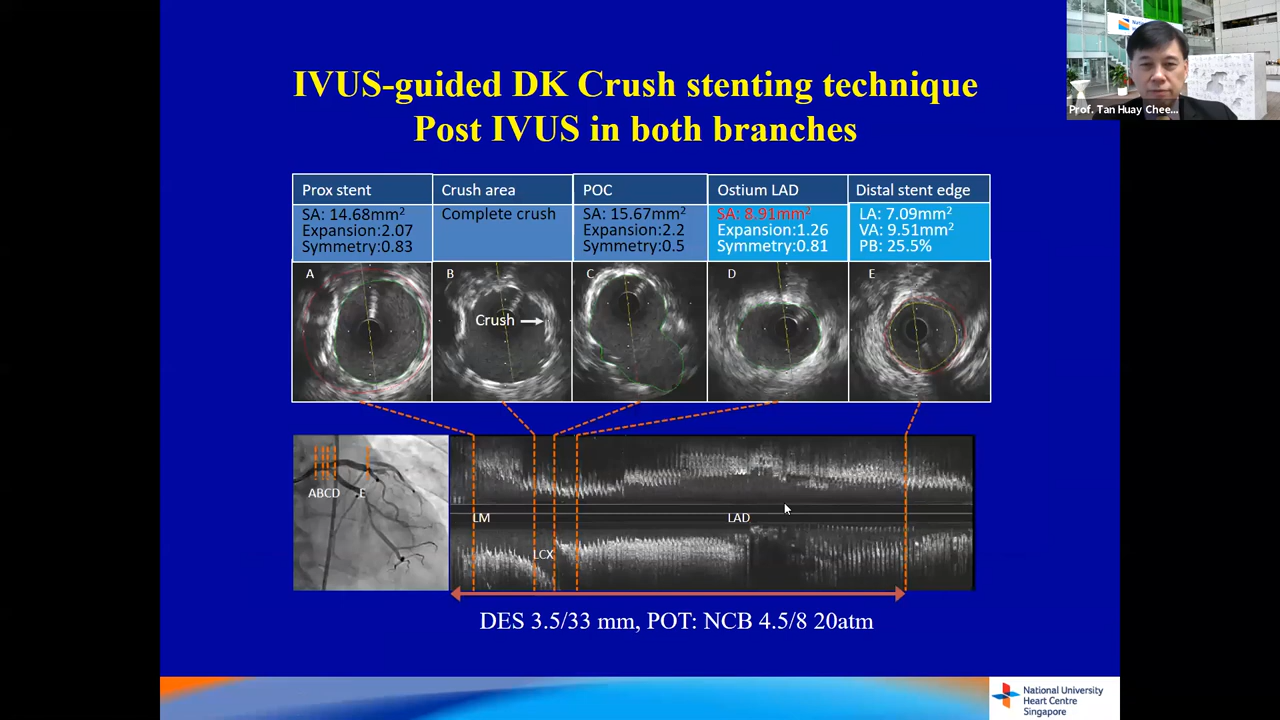 National
Prof. Tan Huay Chee...
IVUS-guided DK Crush stenting technique
Post IVUS in both branches
Prox stent
SA: 14.68mm²
Expansion:2.07
Symmetry:0.83
Crush area
Complete crush
POC
SA: 15.67mm²
Expansion:2.2
Symmetry:0.5
Ostium LAD
SA: 8.91mm²
Expansion:1.26
Symmetry:0.81
Distal stent edge
LA: 7.09mm²
VA: 9.51mm²
PB: 25.5%
A
B
Crush
C
D
E
ABCD
E
LM
LCX
LAD
DES 3.5/33 mm, POT: NCB 4.5/8 20atm
National University
Heart Centre
Singapore